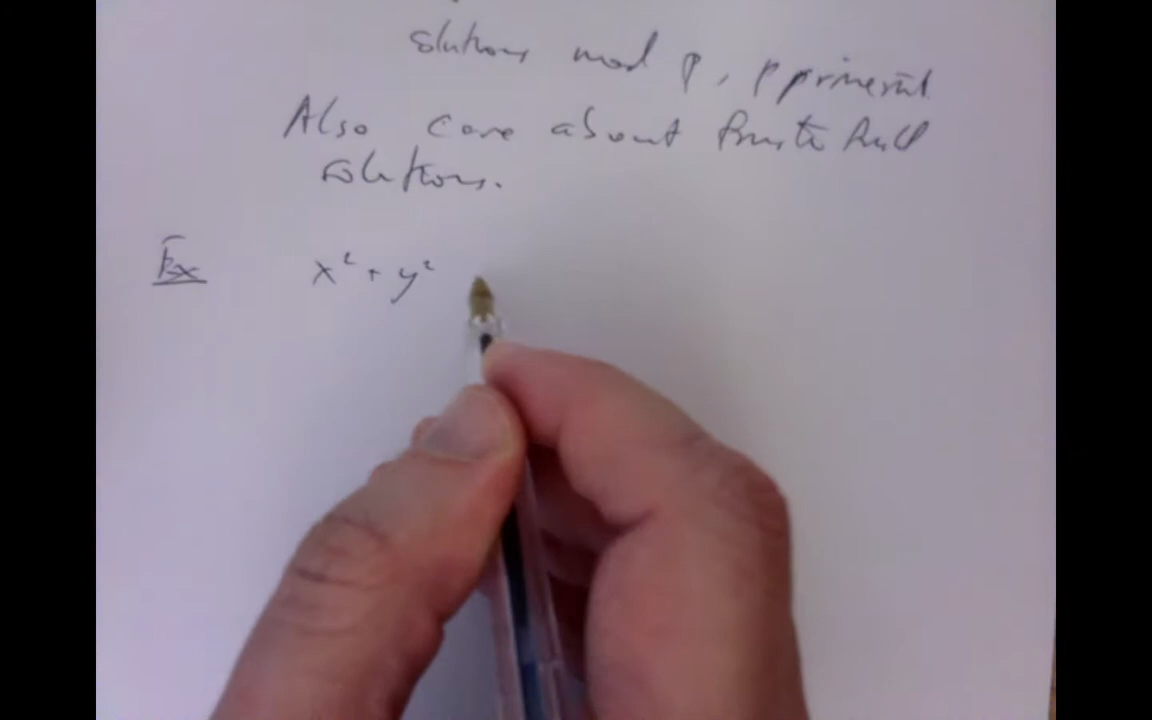 solutions mod p, p prime
Also care about finite field
solutions.
Ex x² + y²